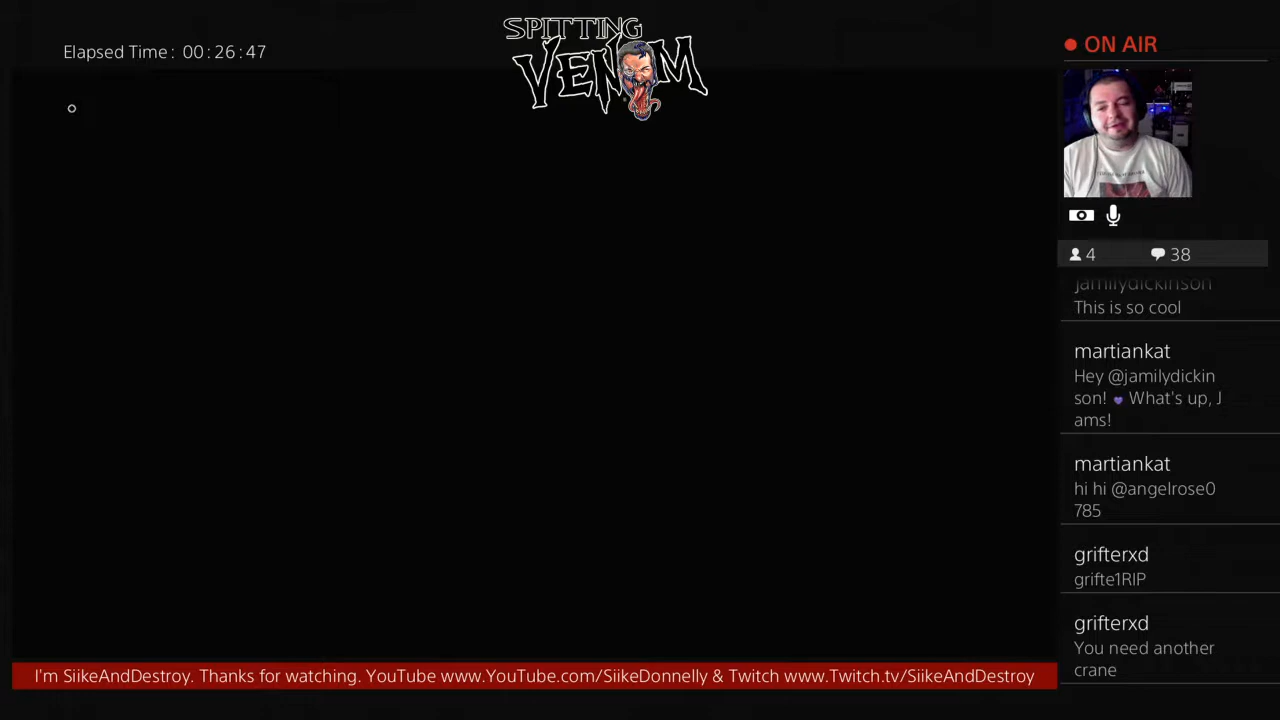 SPITTING
VENOM
Elapsed Time: 00:26:47
ON AIR
4 38
jamilydickinson
This is so cool
martiankat
Hey @jamilydickin
son! 💜 What's up, J
ams!
martiankat
hi hi @angelrose0
785
grifterxd
grifte1RIP
grifterxd
You need another
crane
I'm SiikeAndDestroy. Thanks for watching. YouTube www.YouTube.com/SiikeDonnelly & Twitch www.Twitch.tv/SiikeAndDestroy